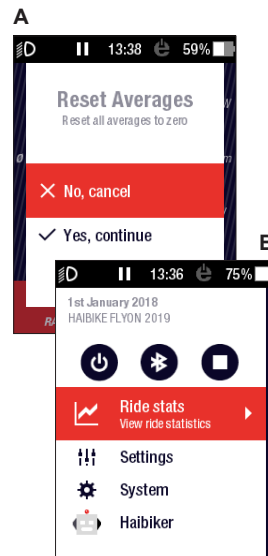 A
13:38 e 59%
Reset Averages
Reset all averages to zero
No, cancel
Yes, continue
13:36 e 75%
1st January 2018
HAIBIKE FLYON 2019
Ride stats
View ride statistics
Settings
System
Haibiker